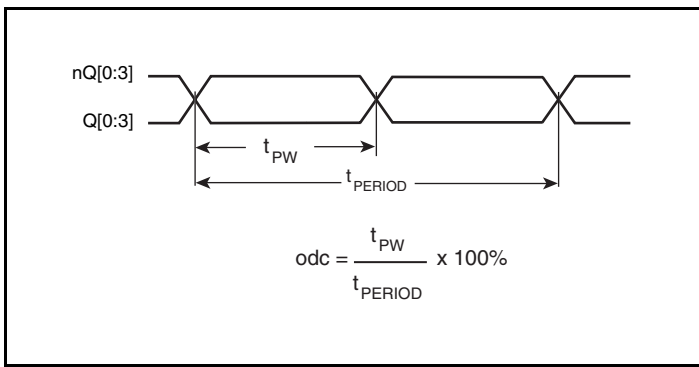 nQ[0:3]
Q[0:3]
tPW
tPERIOD
odc = tPW / tPERIOD x 100%